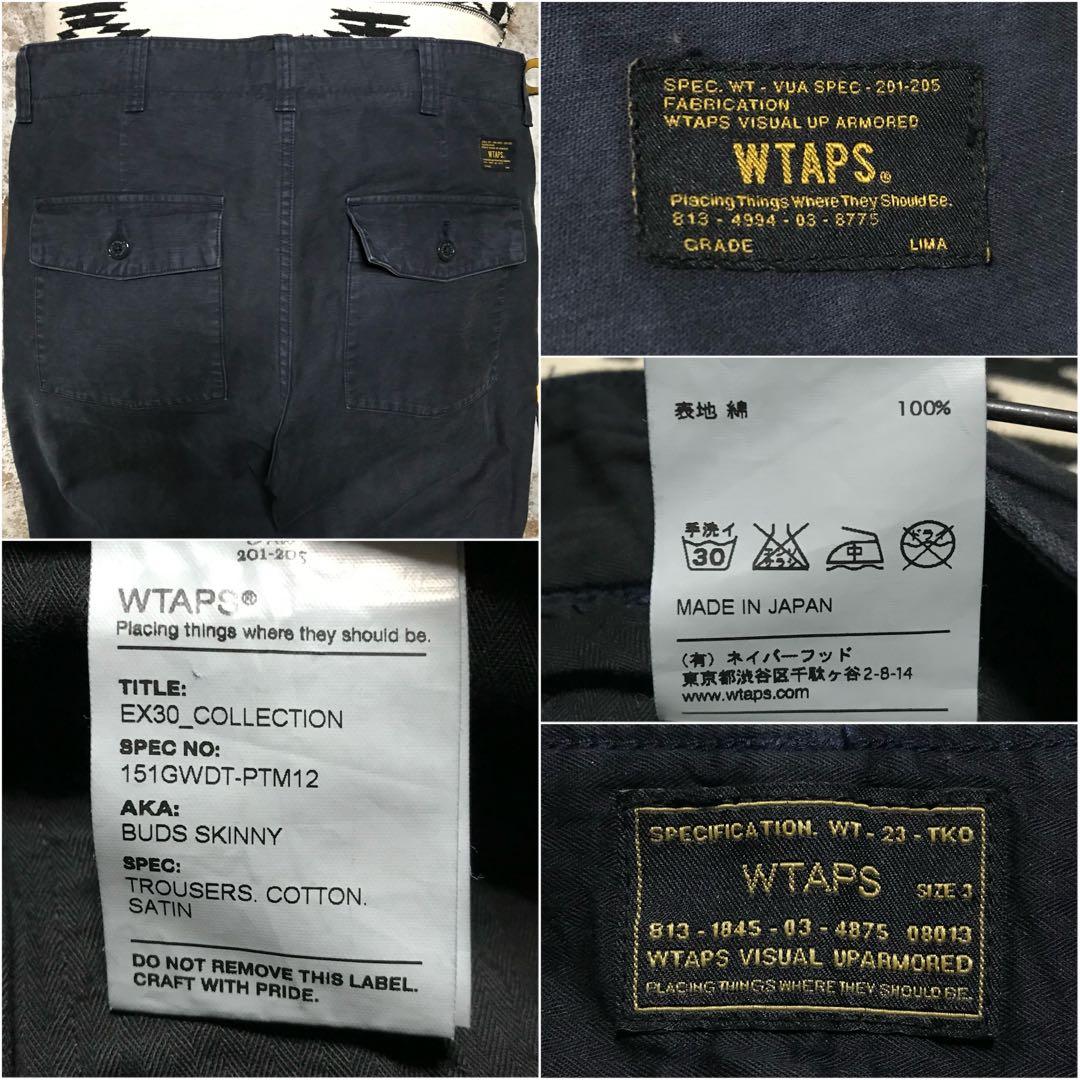 WTAPS
SPEC. WT - VUA SPEC - 201-205
FABRICATION
WTAPS VISUAL UP ARMORED
WTAPS®
Placing Things Where They Should Be.
813 - 4994 - 03 - 8775
GRADE LIMA
表地 綿 100%
手洗イ
30
中
ドライ
MADE IN JAPAN
(有) ネイバーフッド
東京都渋谷区千駄ヶ谷2-8-14
www.wtaps.com
201-205
WTAPS®
Placing things where they should be.
TITLE:
EX30_COLLECTION
SPEC NO:
151GWDT-PTM12
AKA:
BUDS SKINNY
SPEC:
TROUSERS. COTTON.
SATIN
DO NOT REMOVE THIS LABEL.
CRAFT WITH PRIDE.
SPECIFICATION. WT - 23 - TKO
WTAPS SIZE 3
813 - 1845 - 03 - 4875 08013
WTAPS VISUAL UPARMORED
PLACING THINGS WHERE THEY SHOULD BE.